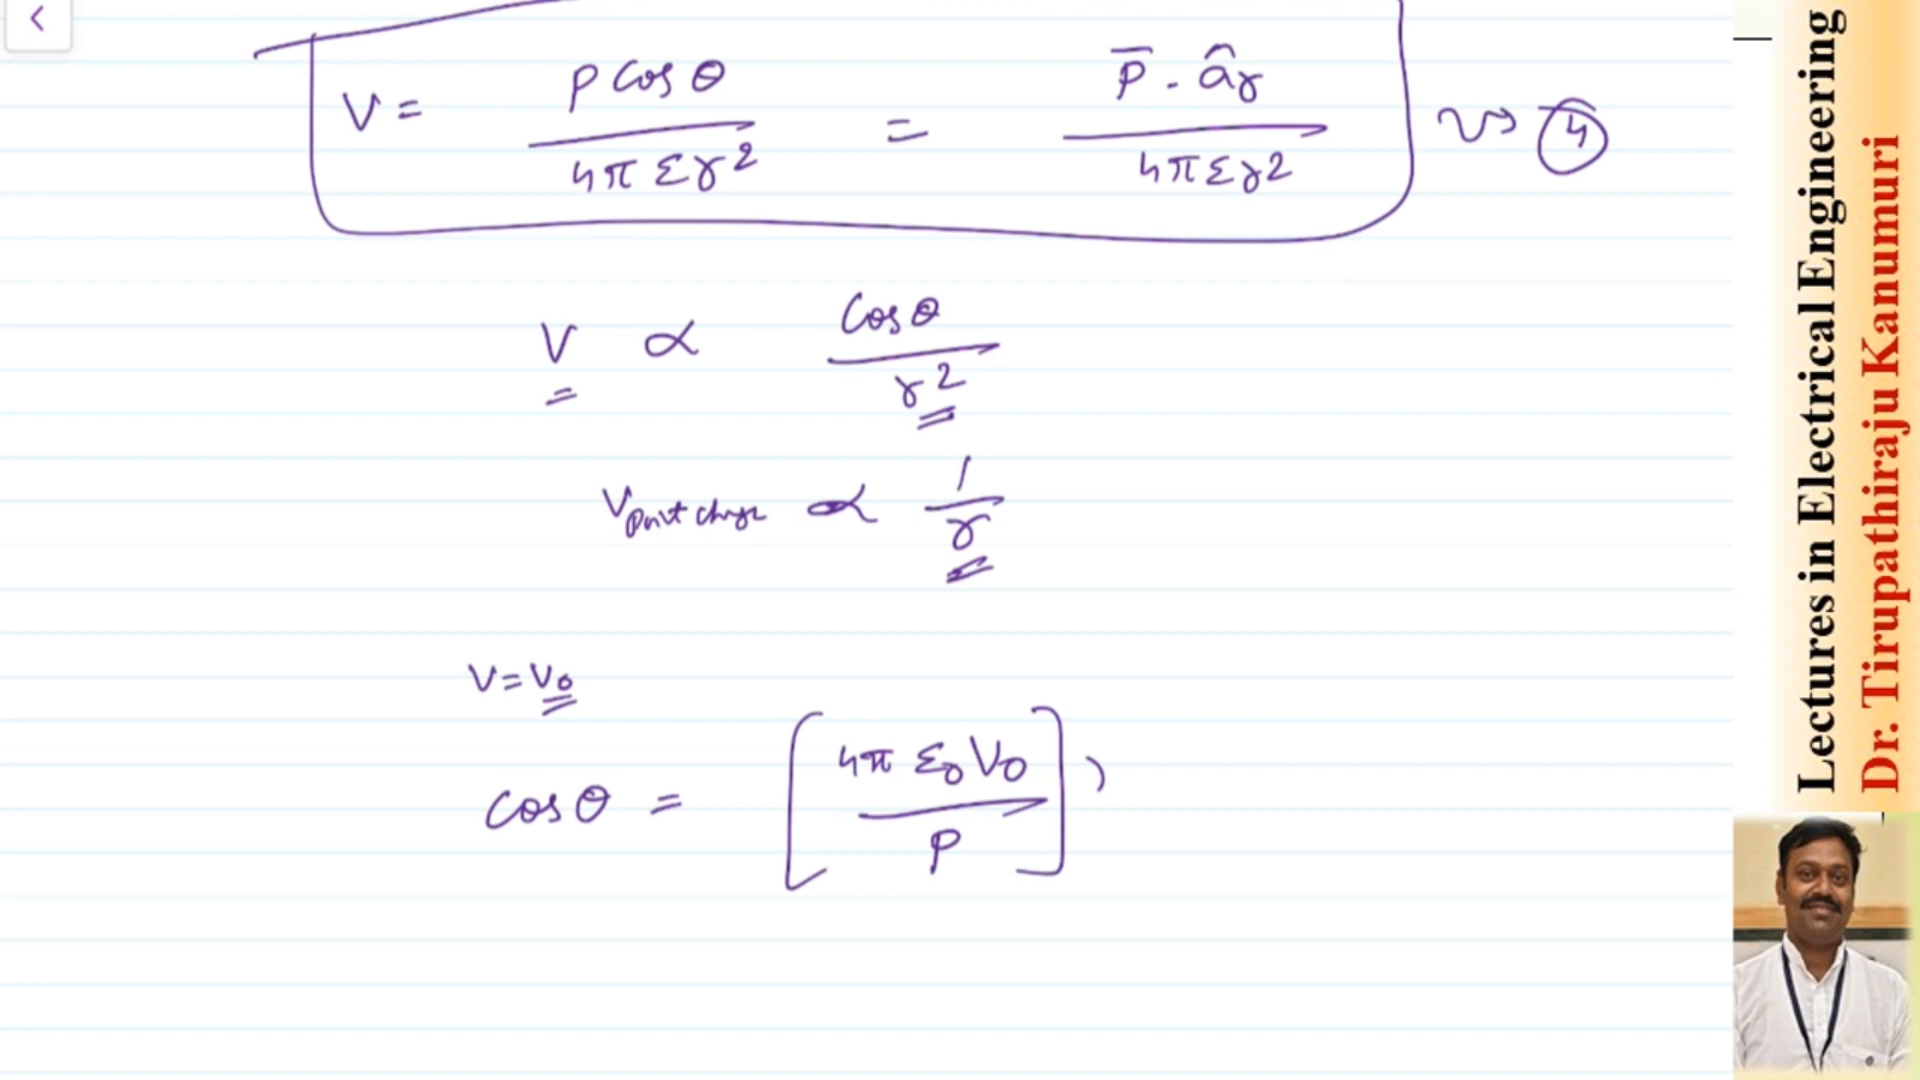 V = P Cos θ / 4π ε r² = P̅ . âr / 4π ε r² → ④
V ∝ Cos θ / r²
V point charge ∝ 1 / r
V = V₀
Cos θ = [ 4π ε₀ V₀ / P ] )
Lectures in Electrical Engineering
Dr. Tirupathiraju Kanumuri